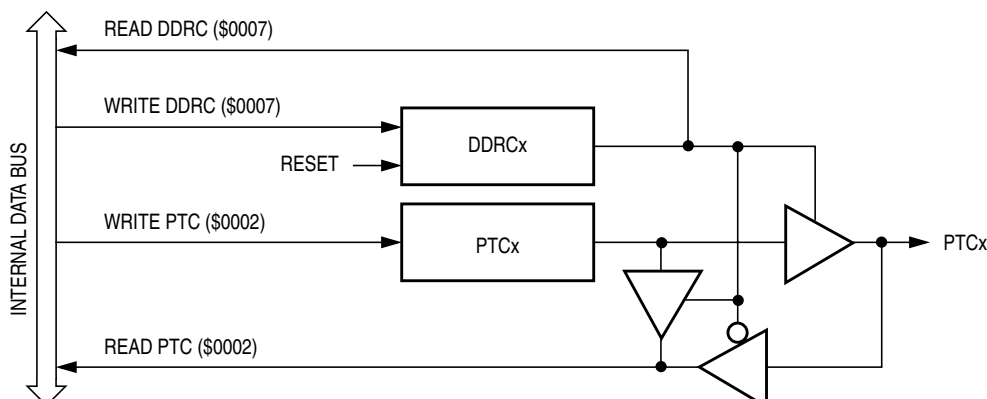 READ DDRC ($0007)
WRITE DDRC ($0007)
DDRCx
RESET
WRITE PTC ($0002)
PTCx
PTCx
READ PTC ($0002)
INTERNAL DATA BUS